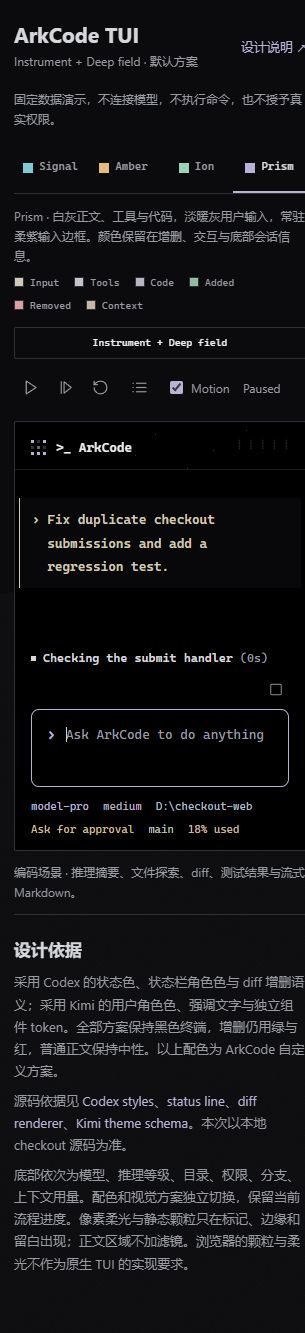 ArkCode TUI
设计说明 ↗
Instrument + Deep field · 默认方案
固定数据演示，不连接模型，不执行命令，也不授予真
实权限。
Signal Amber Ion Prism
Prism · 白灰正文、工具与代码，淡暖灰用户输入，常驻
柔紫输入边框。颜色保留在增删、交互与底部会话信
息。
Input Tools Code Added
Removed Context
Instrument + Deep field
Motion Paused
>_ ArkCode
› Fix duplicate checkout
submissions and add a
regression test.
Checking the submit handler (0s)
› Ask ArkCode to do anything
model-pro medium D:\checkout-web
Ask for approval main 18% used
编码场景 · 推理摘要、文件探索、diff、测试结果与流式
Markdown。
设计依据
采用 Codex 的状态色、状态栏角色色与 diff 增删语
义；采用 Kimi 的用户角色色、强调文字与独立组
件 token。全部方案保持黑色终端，增删仍用绿与
红，普通正文保持中性。以上配色为 ArkCode 自定
义方案。
源码依据见 Codex styles、status line、diff
renderer、Kimi theme schema。本次以本地
checkout 源码为准。
底部依次为模型、推理等级、目录、权限、分支、
上下文用量。配色和视觉方案独立切换，保留当前
流程进度。像素柔光与静态颗粒只在标记、边缘和
留白出现；正文区域不加滤镜。浏览器的颗粒与柔
光不作为原生 TUI 的实现要求。